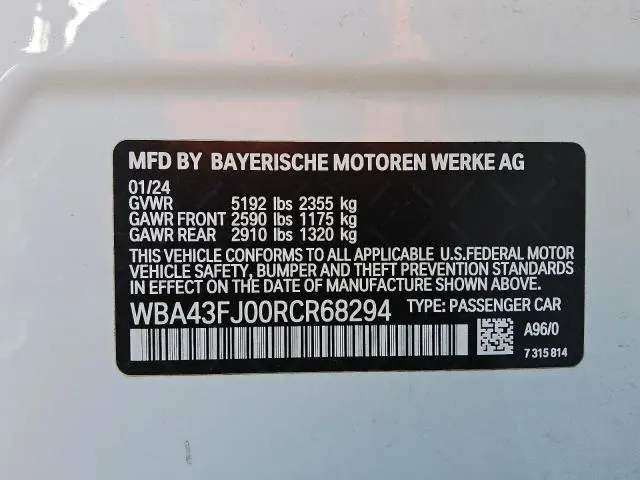 MFD BY BAYERISCHE MOTOREN WERKE AG
01/24
GVWR 5192 lbs 2355 kg
GAWR FRONT 2590 lbs 1175 kg
GAWR REAR 2910 lbs 1320 kg
THIS VEHICLE CONFORMS TO ALL APPLICABLE U.S.FEDERAL MOTOR
VEHICLE SAFETY, BUMPER AND THEFT PREVENTION STANDARDS
IN EFFECT ON THE DATE OF MANUFACTURE SHOWN ABOVE.
WBA43FJ00RCR68294 TYPE: PASSENGER CAR
A96/0
7 315 814